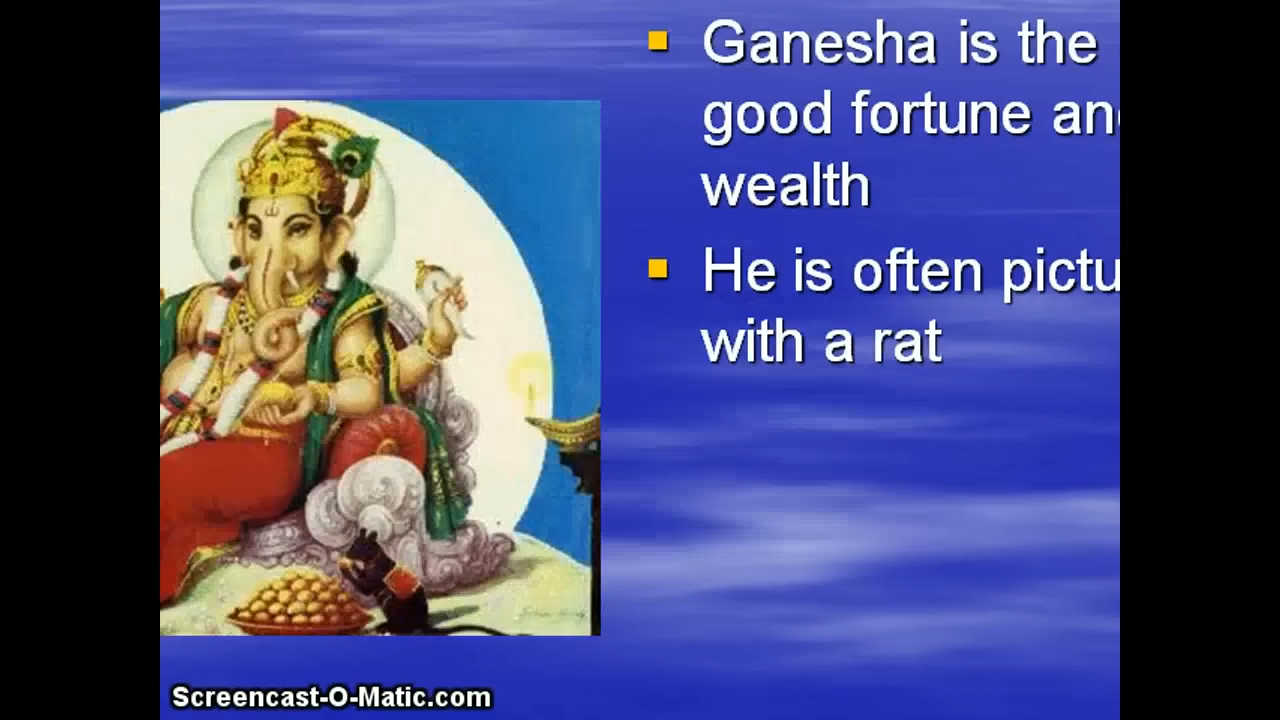 Ganesha is the
good fortune an
wealth
He is often pictu
with a rat
Screencast-O-Matic.com